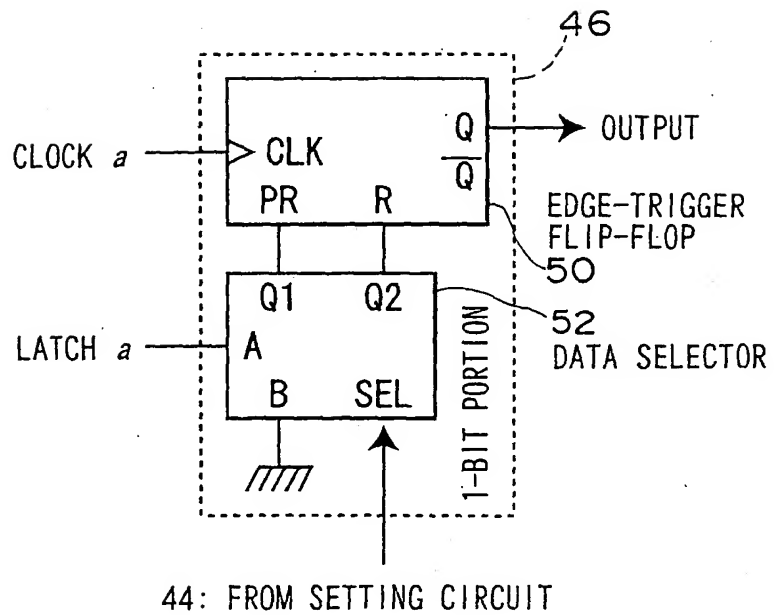 46
Q
OUTPUT
CLOCK a
CLK
Q
PR
R
EDGE-TRIGGER
FLIP-FLOP
50
Q1
Q2
52
LATCH a
A
DATA SELECTOR
B
SEL
1-BIT PORTION
44: FROM SETTING CIRCUIT